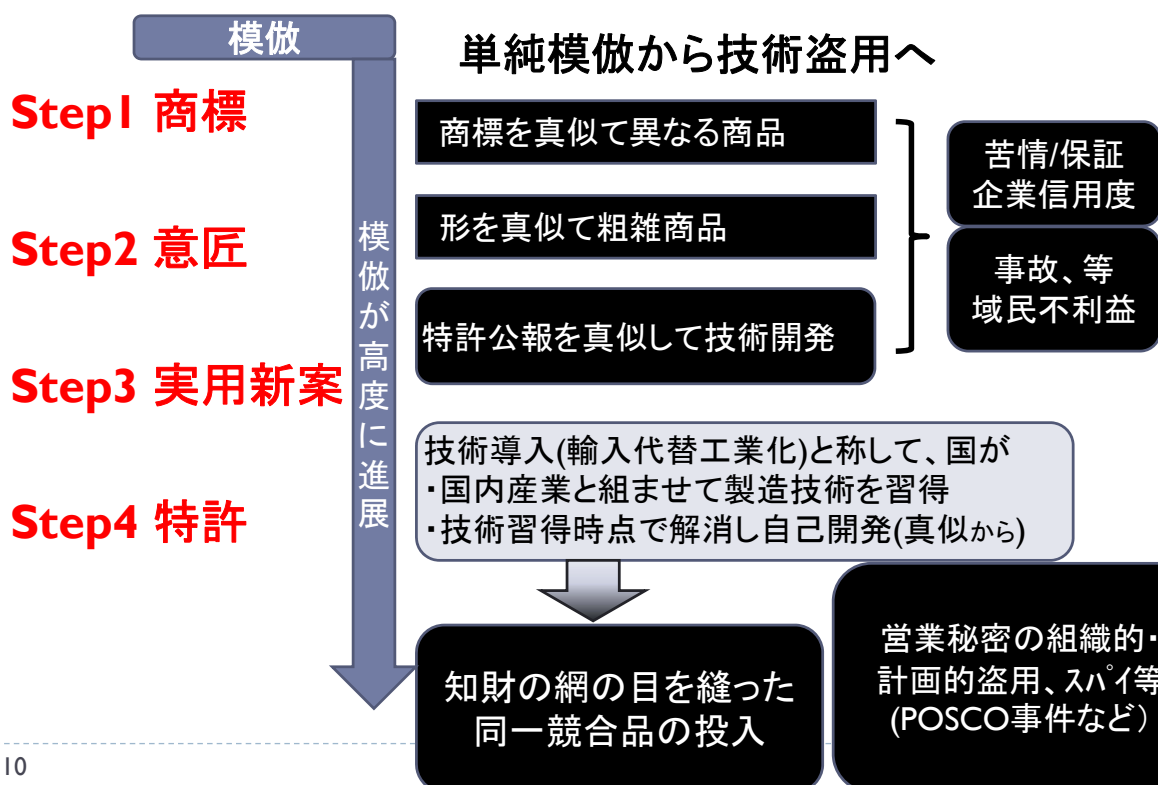 模倣
単純模倣から技術盗用へ
Step1 商標
商標を真似て異なる商品
苦情/保証
企業信用度
Step2 意匠
形を真似て粗雑商品
事故、等
域民不利益
模倣が高度に進展
特許公報を真似して技術開発
Step3 実用新案
技術導入(輸入代替工業化)と称して、国が
・国内産業と組ませて製造技術を習得
・技術習得時点で解消し自己開発(真似から)
Step4 特許
知財の網の目を縫った
同一競合品の投入
営業秘密の組織的・
計画的盗用、スパイ等
(POSCO事件など)
10